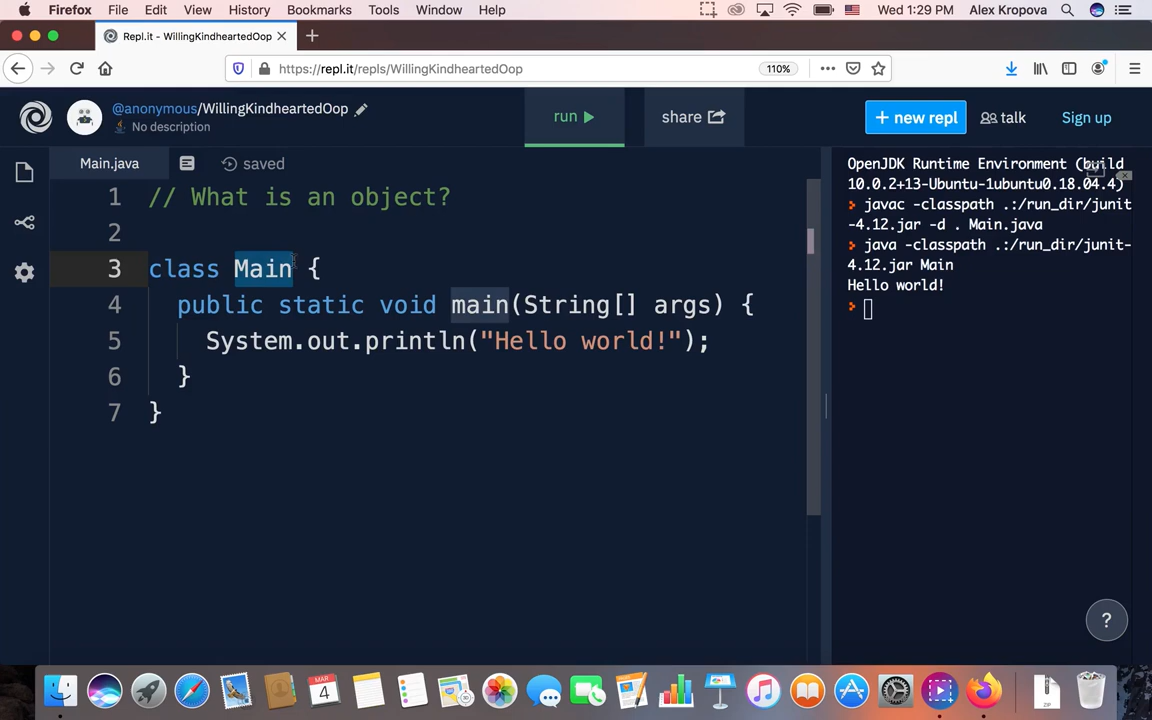 Firefox File Edit View History Bookmarks Tools Window Help Wed 1:29 PM Alex Kropova
Repl.it - WillingKindheartedOop
https://repl.it/repls/WillingKindheartedOop 110%
@anonymous/WillingKindheartedOop
No description
run
share
+ new repl
talk
Sign up
Main.java
saved
1 // What is an object?
2
3 class Main {
4 public static void main(String[] args) {
5 System.out.println("Hello world!");
6 }
7 }
OpenJDK Runtime Environment (build
10.0.2+13-Ubuntu-1ubuntu0.18.04.4)
javac -classpath .:/run_dir/junit
-4.12.jar -d . Main.java
java -classpath .:/run_dir/junit-
4.12.jar Main
Hello world!
?
MAR
4
ZIP